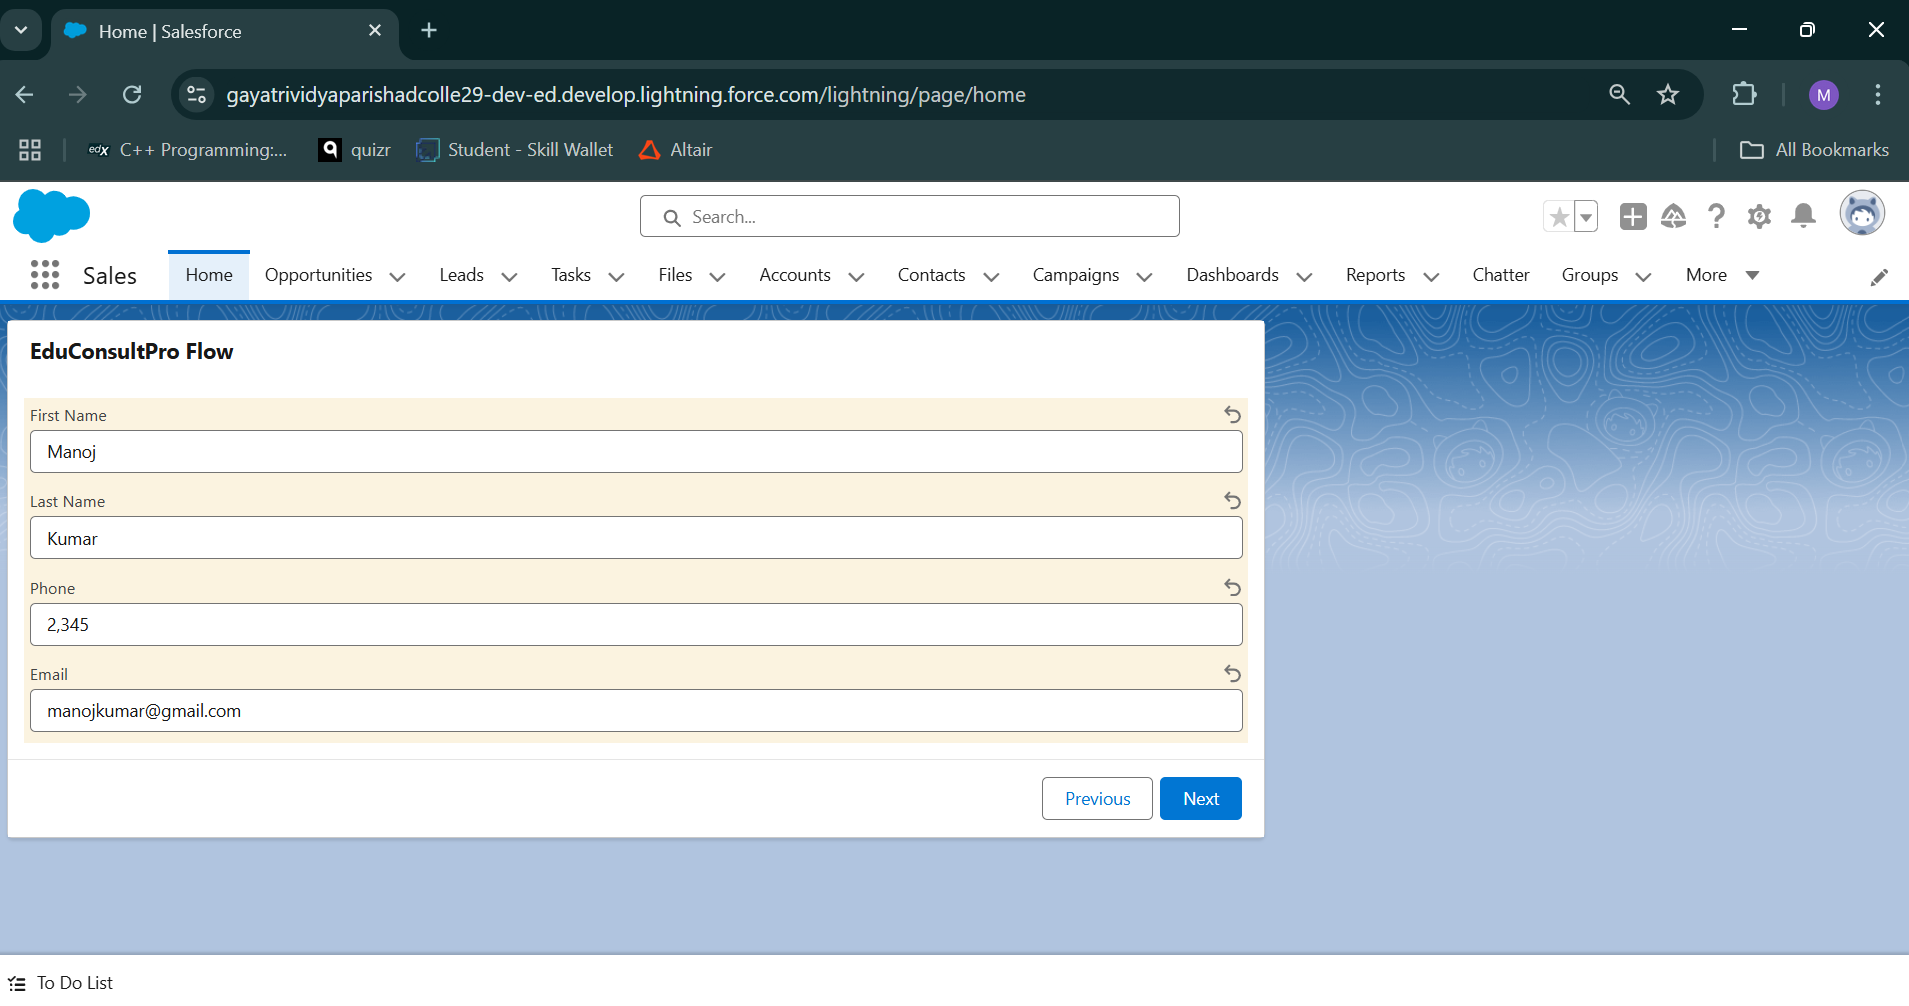 Home | Salesforce
gayatrividyaparishadcolle29-dev-ed.develop.lightning.force.com/lightning/page/home
M
edX C++ Programming:... q quizr Student - Skill Wallet Altair All Bookmarks
Search...
Sales Home Opportunities Leads Tasks Files Accounts Contacts Campaigns Dashboards Reports Chatter Groups More
EduConsultPro Flow
First Name
Manoj
Last Name
Kumar
Phone
2,345
Email
manojkumar@gmail.com
Previous Next
To Do List